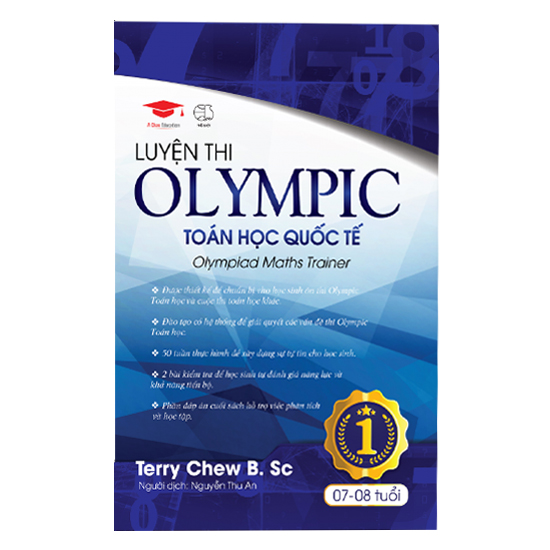 A Class Education
THẾ GIỚI
LUYỆN THI
OLYMPIC
TOÁN HỌC QUỐC TẾ
Olympiad Maths Trainer
Được thiết kế để chuẩn bị cho học sinh ôn thi Olympic
Toán học và cuộc thi toán học khác.
Đào tạo có hệ thống để giải quyết các vấn đề thi Olympic
Toán học.
50 tuần thực hành để xây dựng sự tự tin cho học sinh.
2 bài kiểm tra để học sinh tự đánh giá năng lực và
khả năng tiến bộ.
Phần đáp án cuối sách hỗ trợ việc phân tích
và học tập.
1
Terry Chew B. Sc
Người dịch: Nguyễn Thu An
07-08 tuổi